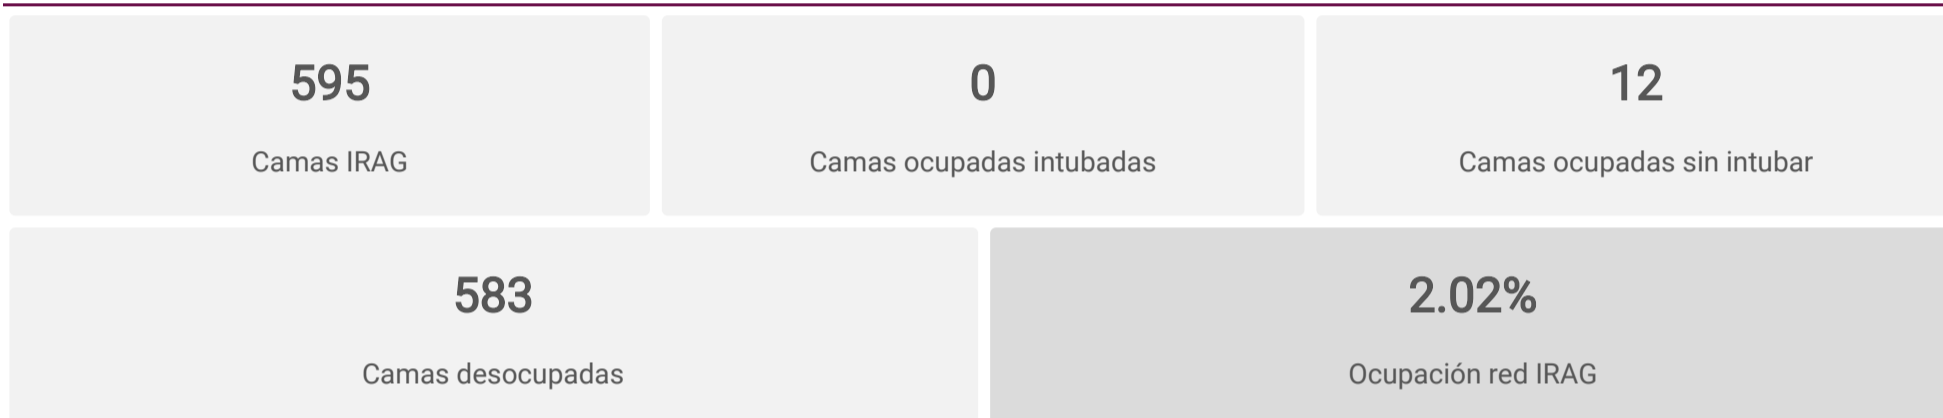 595
Camas IRAG
0
Camas ocupadas intubadas
12
Camas ocupadas sin intubar
583
Camas desocupadas
2.02%
Ocupación red IRAG